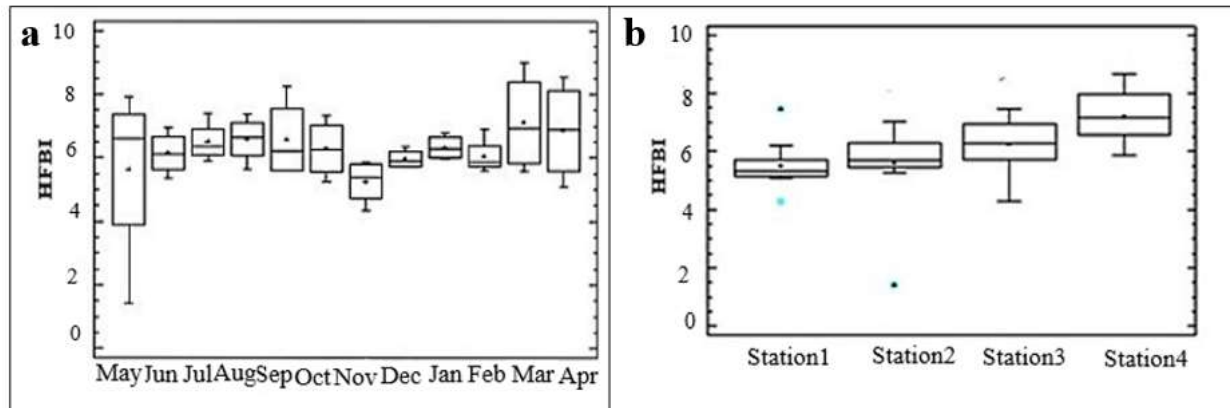 a
10
8
6
4
2
0
HFBI
May Jun Jul Aug Sep Oct Nov Dec Jan Feb Mar Apr
b
10
8
6
4
2
0
HFBI
Station1 Station2 Station3 Station4